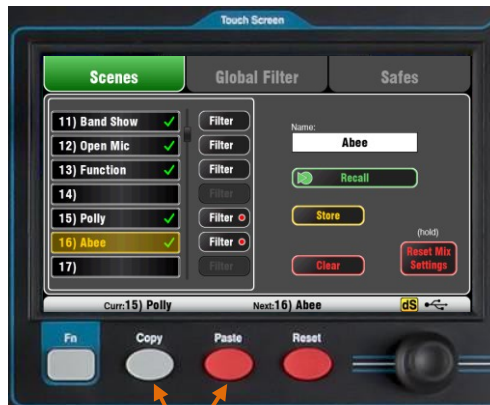 Touch Screen
Scenes
Global Filter
Safes
11) Band Show
Filter
12) Open Mic
Filter
13) Function
Filter
14)
Filter
15) Polly
Filter
16) Abee
Filter
17)
Filter
Name:
Abee
Recall
Store
(hold)
Clear
Reset Mix
Settings
Curr:15) Polly
Next:16) Abee
dS
Fn
Copy
Paste
Reset